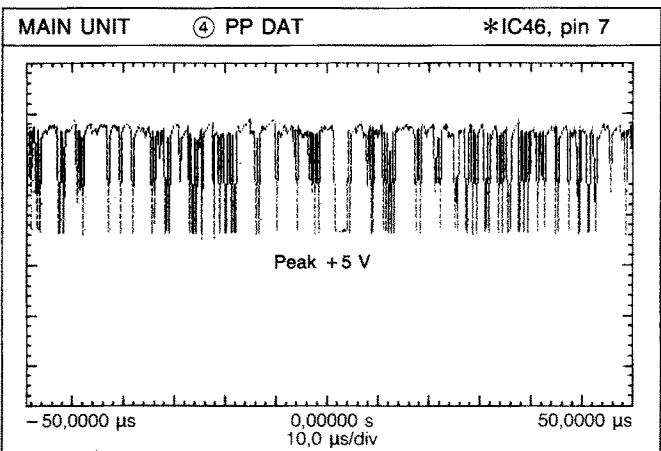 MAIN UNIT ④ PP DAT *IC46, pin 7
Peak +5 V
−50,0000 μs 0,00000 s 50,0000 μs
10,0 μs/div